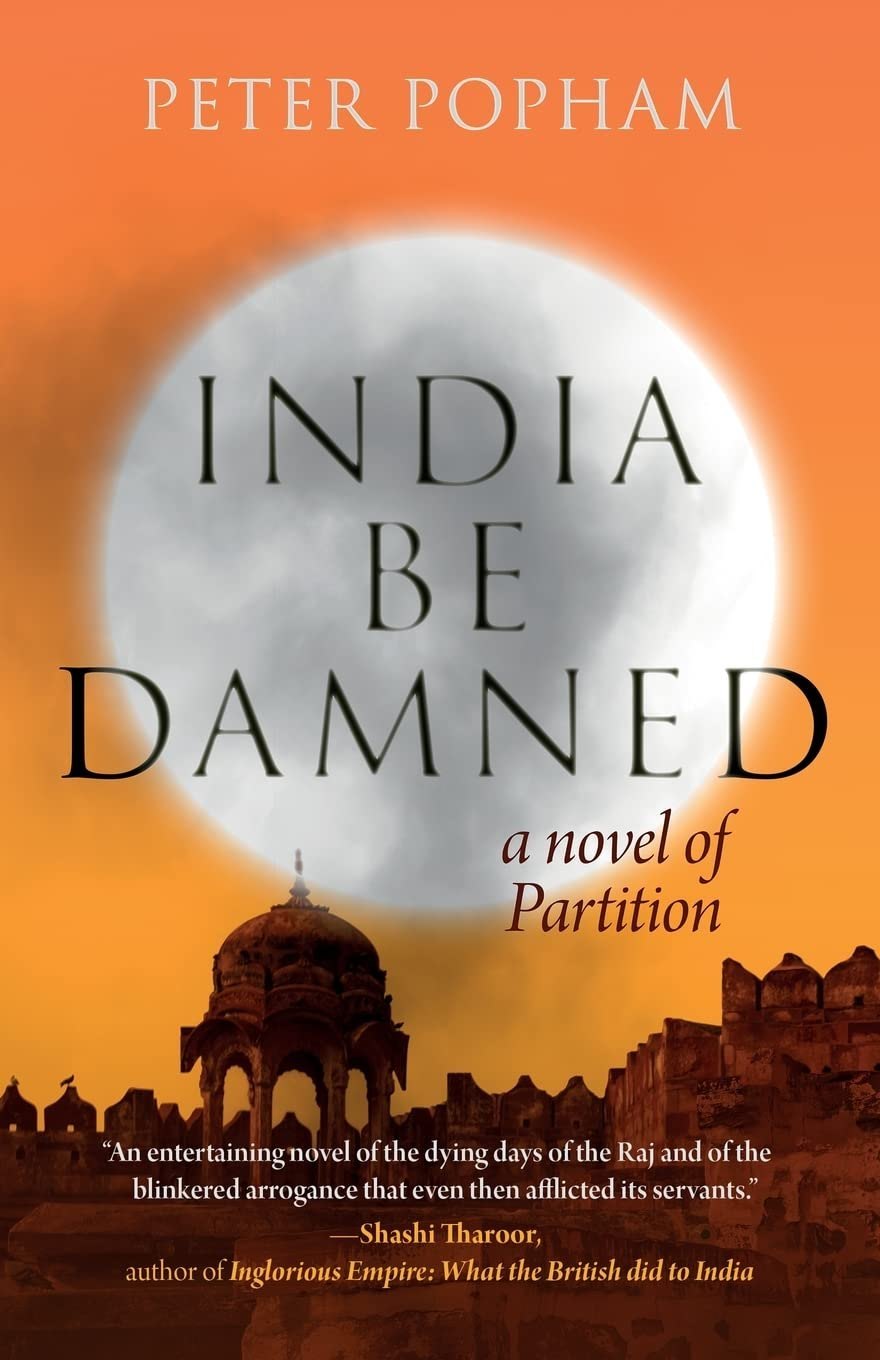 PETER POPHAM
INDIA
BE
DAMNED
a novel of
Partition
“An entertaining novel of the dying days of the Raj and of the
blinkered arrogance that even then afflicted its servants.”
—Shashi Tharoor,
author of Inglorious Empire: What the British did to India